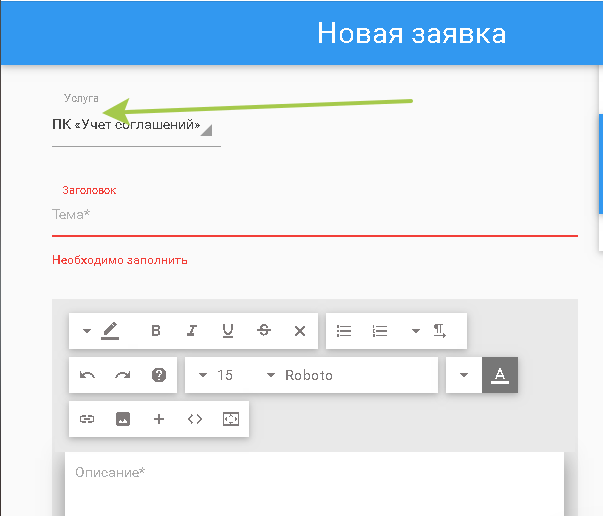 Новая заявка
Услуга
ПК «Учет соглашений»
Заголовок
Тема*
Необходимо заполнить
B I U S
15 Roboto A
Описание*